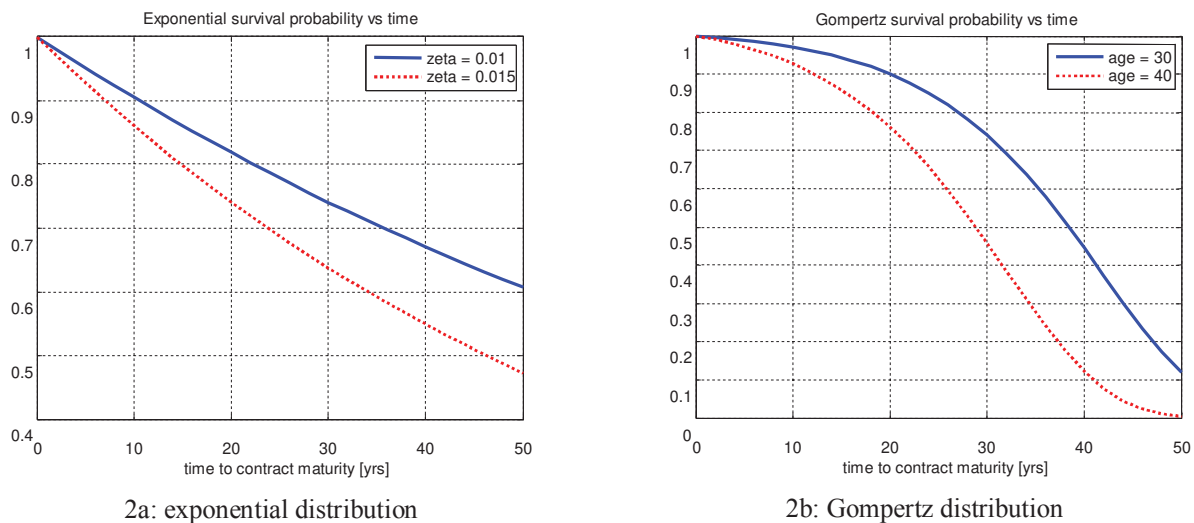 Exponential survival probability vs time
1
0.9
0.8
0.7
0.6
0.5
0.4
zeta = 0.01
zeta = 0.015
0 10 20 30 40 50
time to contract maturity [yrs]
2a: exponential distribution
Gompertz survival probability vs time
1
0.9
0.8
0.7
0.6
0.5
0.4
0.3
0.2
0.1
0
age = 30
age = 40
0 10 20 30 40 50
time to contract maturity [yrs]
2b: Gompertz distribution